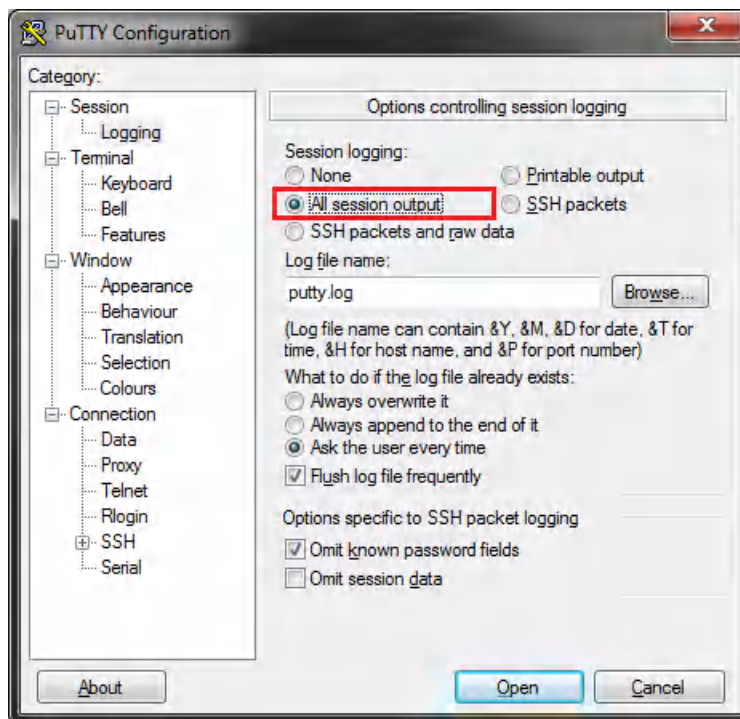 PuTTY Configuration
Category:
Session
Logging
Terminal
Keyboard
Bell
Features
Window
Appearance
Behaviour
Translation
Selection
Colours
Connection
Data
Proxy
Telnet
Rlogin
SSH
Serial
Options controlling session logging
Session logging:
None
Printable output
All session output
SSH packets
SSH packets and raw data
Log file name:
putty.log
Browse...
(Log file name can contain &Y, &M, &D for date, &T for
time, &H for host name, and &P for port number)
What to do if the log file already exists:
Always overwrite it
Always append to the end of it
Ask the user every time
Flush log file frequently
Options specific to SSH packet logging
Omit known password fields
Omit session data
About
Open
Cancel